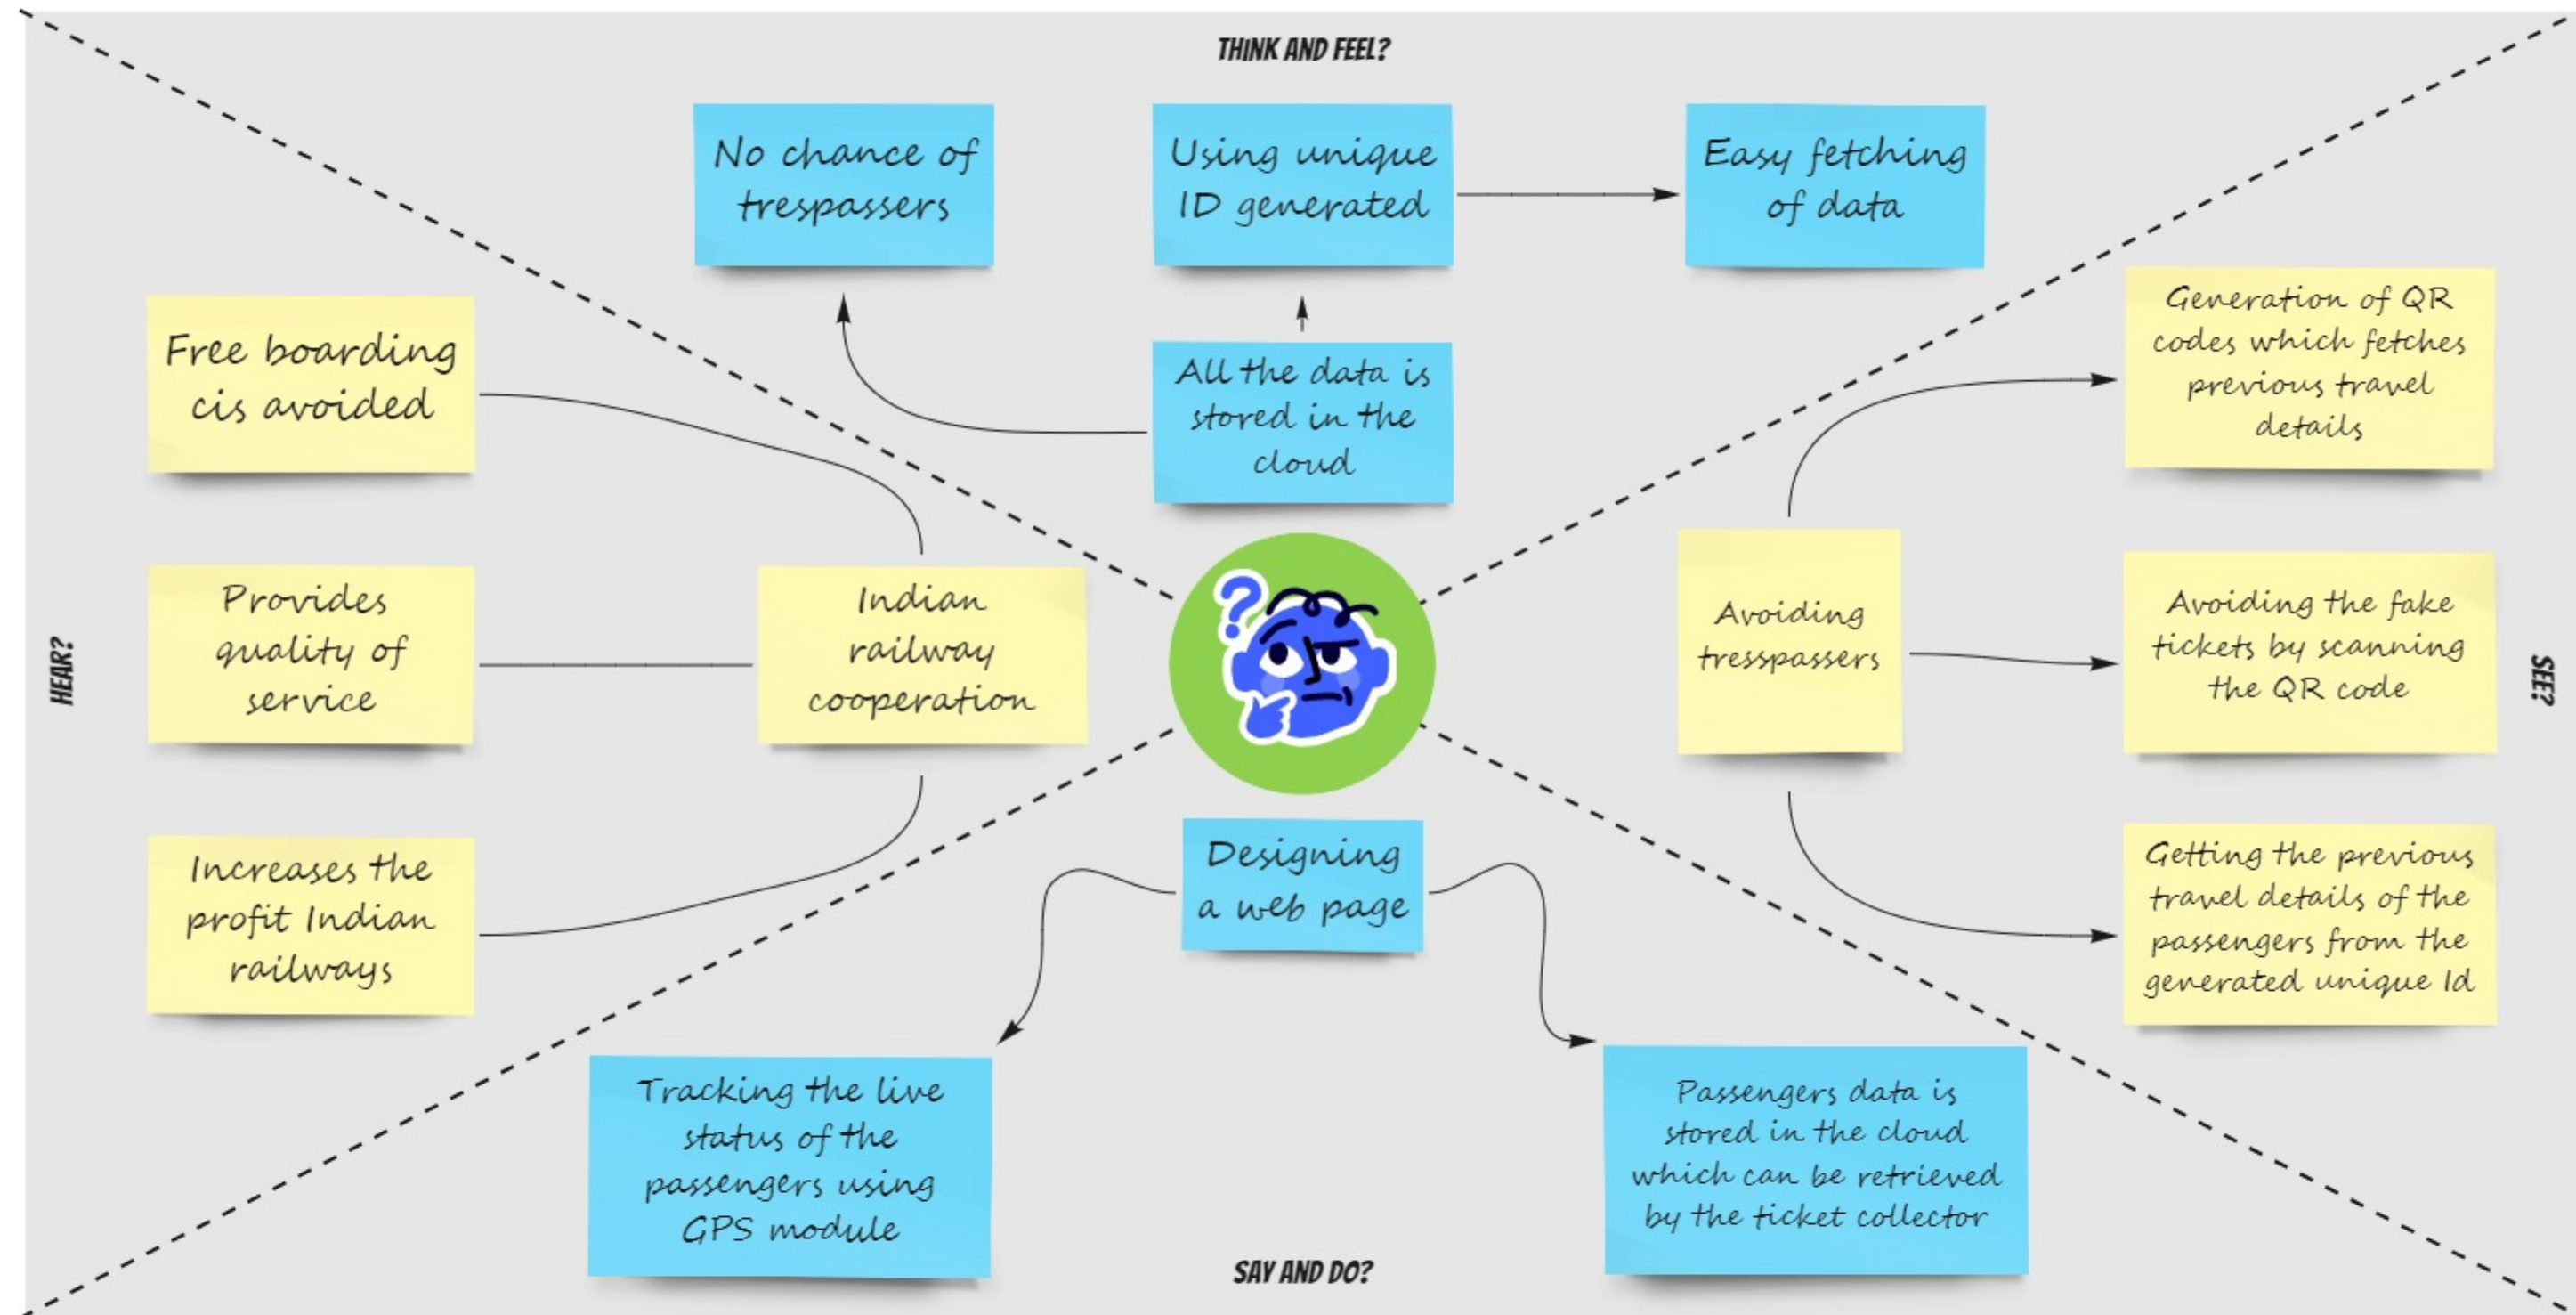 THINK AND FEEL?
No chance of
trespassers
Using unique
ID generated
Easy fetching
of data
All the data is
stored in the
cloud
HEAR?
Free boarding
cis avoided
Provides
quality of
service
Increases the
profit Indian
railways
Indian
railway
cooperation
?
Avoiding
tresspassers
Generation of QR
codes which fetches
previous travel
details
Avoiding the fake
tickets by scanning
the QR code
Getting the previous
travel details of the
passengers from the
generated unique Id
SEE?
Designing
a web page
Tracking the live
status of the
passengers using
GPS module
Passengers data is
stored in the cloud
which can be retrieved
by the ticket collector
SAY AND DO?